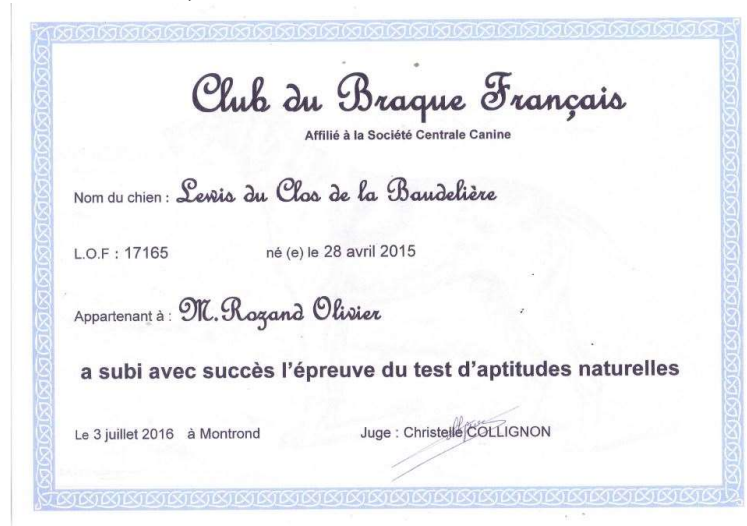 Club du Braque Français
Affilié à la Société Centrale Canine
Nom du chien : Lewis du Clos de la Baudelière
L.O.F : 17165 né (e) le 28 avril 2015
Appartenant à : M. Rozand Olivier
a subi avec succès l'épreuve du test d'aptitudes naturelles
Le 3 juillet 2016 à Montrond Juge : Christelle COLLIGNON